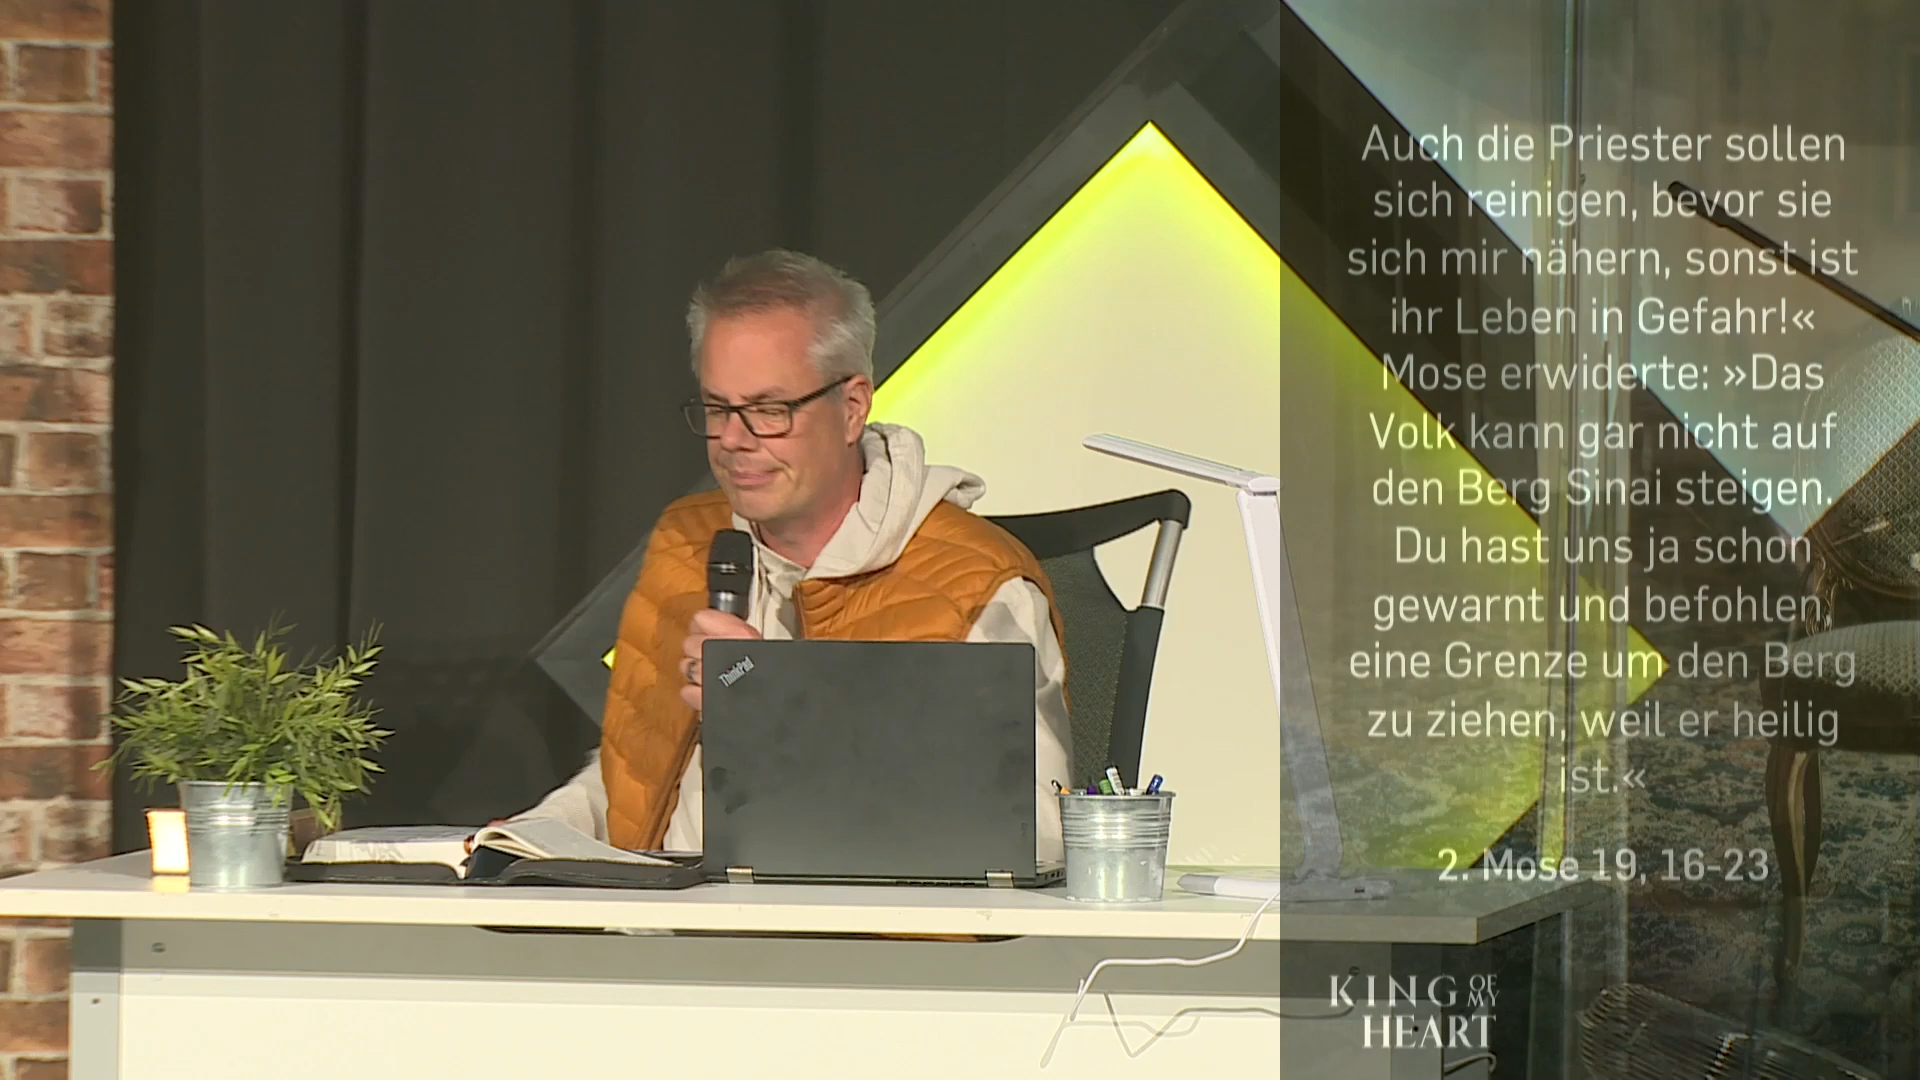 Auch die Priester sollen
sich reinigen, bevor sie
sich mir nähern, sonst ist
ihr Leben in Gefahr!«
Mose erwiderte: »Das
Volk kann gar nicht auf
den Berg Sinai steigen.
Du hast uns ja schon
gewarnt und befohlen,
eine Grenze um den Berg
zu ziehen, weil er heilig
ist.«
2. Mose 19, 16-23
KING OF MY
HEART
ThinkPad